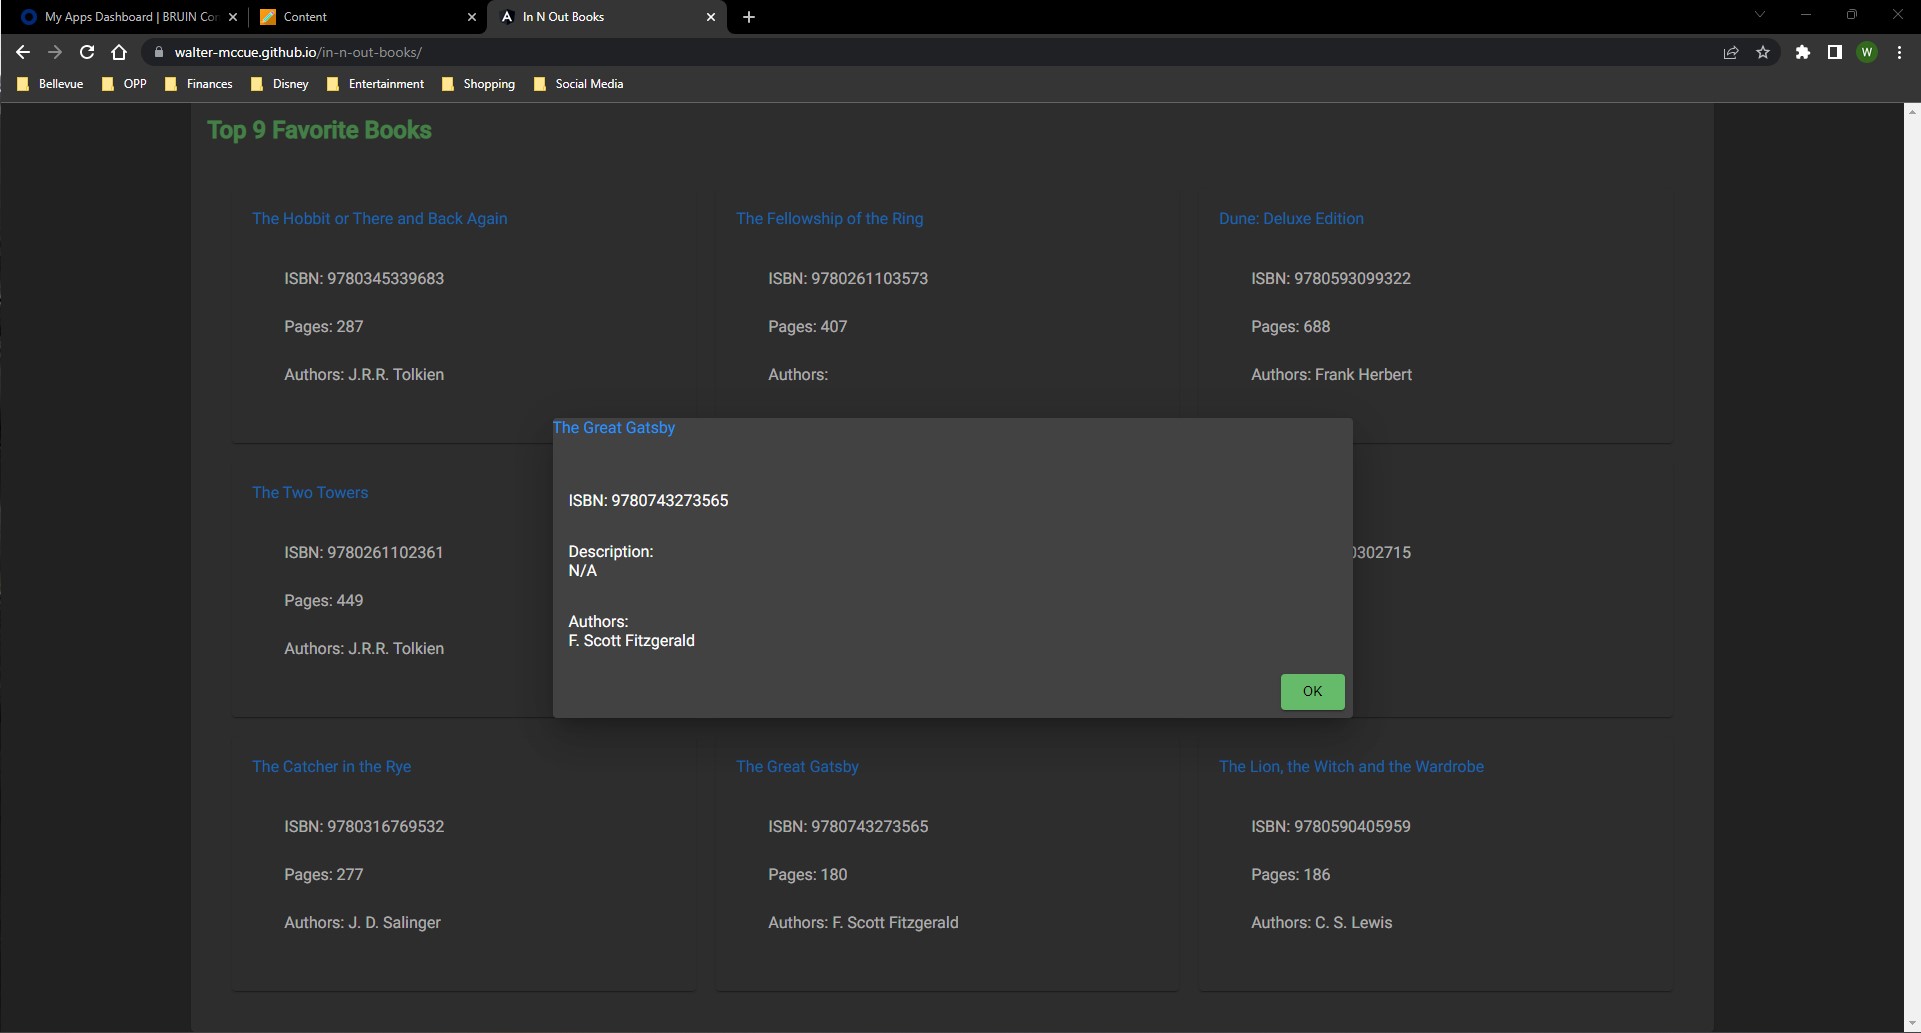 My Apps Dashboard | BRUIN Con
Content
In N Out Books
walter-mccue.github.io/in-n-out-books/
W
Bellevue
OPP
Finances
Disney
Entertainment
Shopping
Social Media
Top 9 Favorite Books
The Hobbit or There and Back Again
ISBN: 9780345339683
Pages: 287
Authors: J.R.R. Tolkien
The Fellowship of the Ring
ISBN: 9780261103573
Pages: 407
Authors:
Dune: Deluxe Edition
ISBN: 9780593099322
Pages: 688
Authors: Frank Herbert
The Great Gatsby
ISBN: 9780743273565
Description:
N/A
Authors:
F. Scott Fitzgerald
OK
The Two Towers
ISBN: 9780261102361
Pages: 449
Authors: J.R.R. Tolkien
0302715
The Catcher in the Rye
ISBN: 9780316769532
Pages: 277
Authors: J. D. Salinger
The Great Gatsby
ISBN: 9780743273565
Pages: 180
Authors: F. Scott Fitzgerald
The Lion, the Witch and the Wardrobe
ISBN: 9780590405959
Pages: 186
Authors: C. S. Lewis